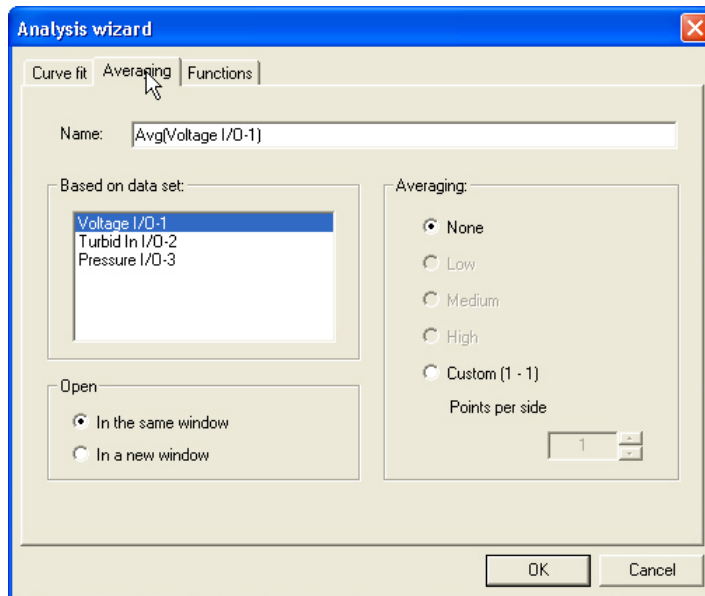 Analysis wizard
Curve fit
Averaging
Functions
Name:
Avg(Voltage I/O-1)
Based on data set:
Voltage I/O-1
Turbid In I/O-2
Pressure I/O-3
Open
In the same window
In a new window
Averaging:
None
Low
Medium
High
Custom (1 - 1)
Points per side
1
OK
Cancel